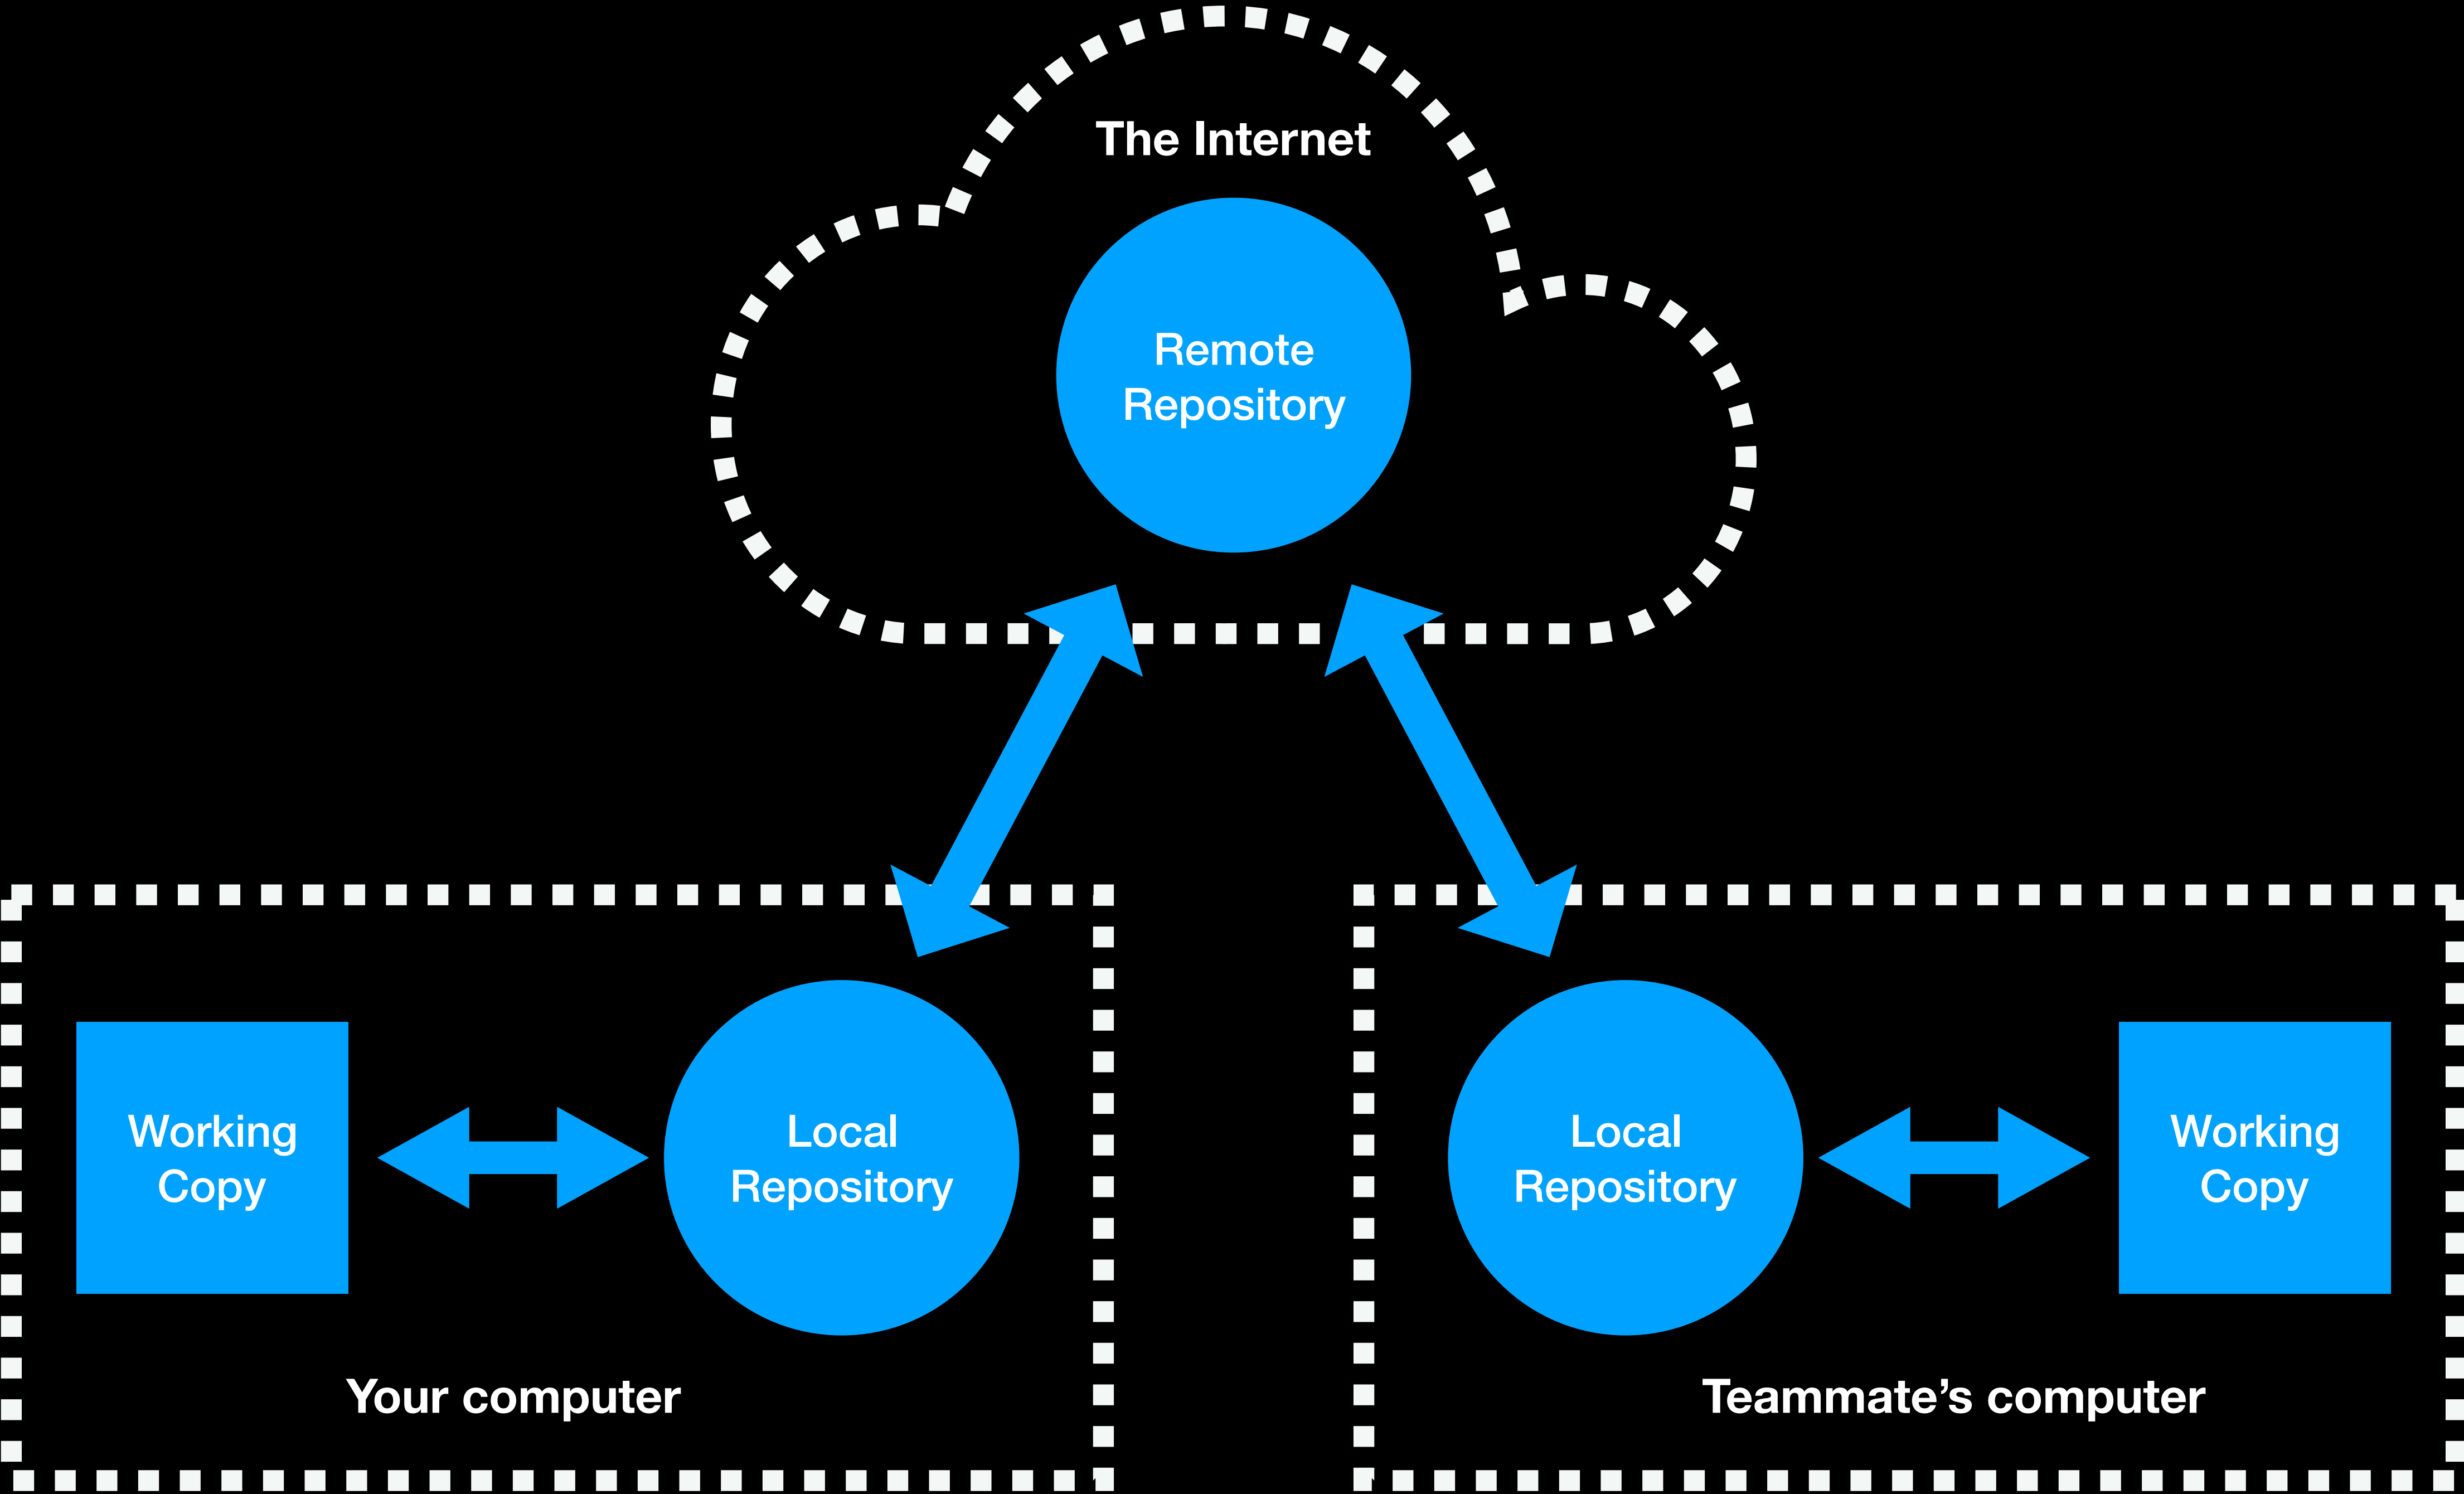 The Internet
Remote
Repository
Working
Copy
Local
Repository
Local
Repository
Working
Copy
Your computer
Teammate’s computer